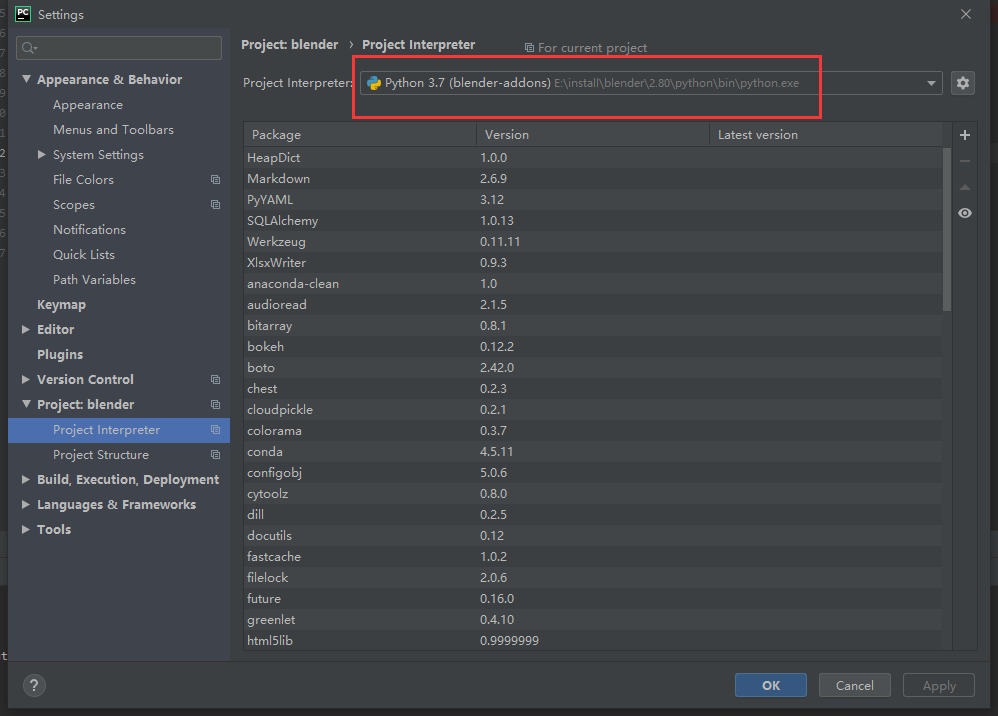 PC
Settings
Project: blender › Project Interpreter
For current project
Project Interpreter: Python 3.7 (blender-addons) E:\install\blender\2.80\python\bin\python.exe
Appearance & Behavior
Appearance
Menus and Toolbars
System Settings
File Colors
Scopes
Notifications
Quick Lists
Path Variables
Keymap
Editor
Plugins
Version Control
Project: blender
Project Interpreter
Project Structure
Build, Execution, Deployment
Languages & Frameworks
Tools
Package Version Latest version
HeapDict 1.0.0
Markdown 2.6.9
PyYAML 3.12
SQLAlchemy 1.0.13
Werkzeug 0.11.11
XlsxWriter 0.9.3
anaconda-clean 1.0
audioread 2.1.5
bitarray 0.8.1
bokeh 0.12.2
boto 2.42.0
chest 0.2.3
cloudpickle 0.2.1
colorama 0.3.7
conda 4.5.11
configobj 5.0.6
cytoolz 0.8.0
dill 0.2.5
docutils 0.12
fastcache 1.0.2
filelock 2.0.6
future 0.16.0
greenlet 0.4.10
html5lib 0.9999999
?
OK Cancel Apply